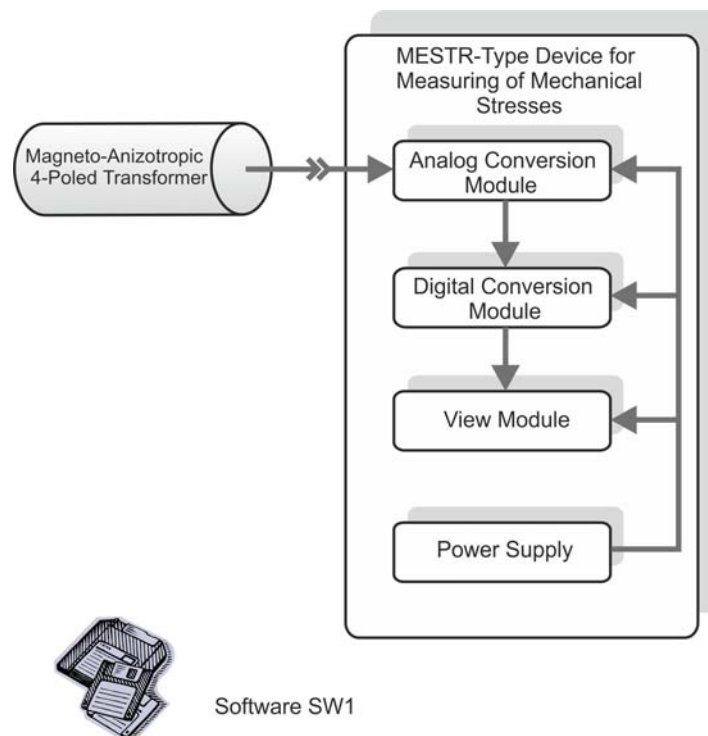 MESTR-Type Device for
Measuring of Mechanical
Stresses
Magneto-Anizotropic
4-Poled Transformer
Analog Conversion
Module
Digital Conversion
Module
View Module
Power Supply
Software SW1